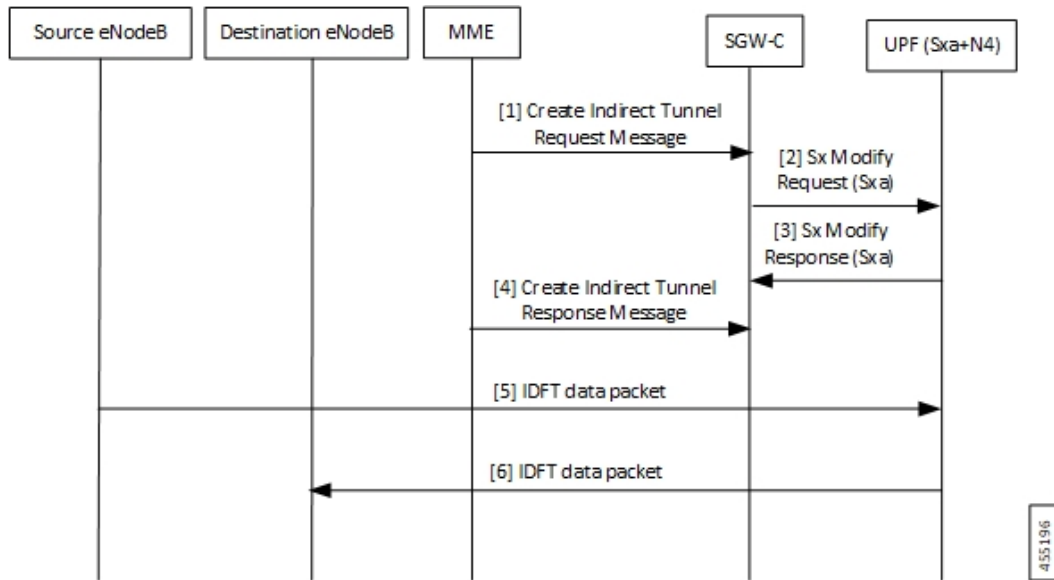 Source eNodeB
Destination eNodeB
MME
SGW-C
UPF (Sxa+N4)
[1] Create Indirect Tunnel
Request Message
[2] Sx Modify
Request (Sxa)
[3] Sx Modify
Response (Sxa)
[4] Create Indirect Tunnel
Response Message
[5] IDFT data packet
[6] IDFT data packet
455196